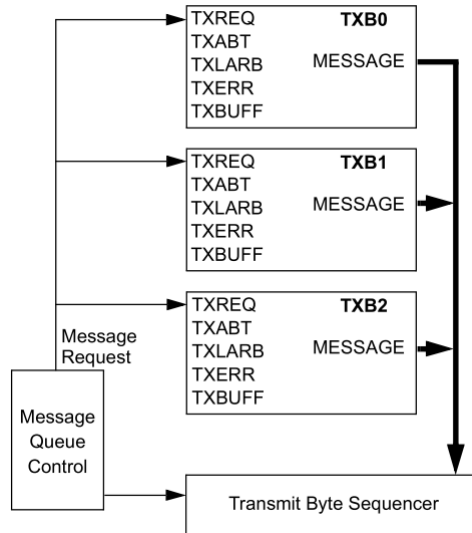 TXREQ TXB0
TXABT
TXLARB MESSAGE
TXERR
TXBUFF
TXREQ TXB1
TXABT
TXLARB MESSAGE
TXERR
TXBUFF
TXREQ TXB2
TXABT
TXLARB MESSAGE
TXERR
TXBUFF
Message
Request
Message
Queue
Control
Transmit Byte Sequencer